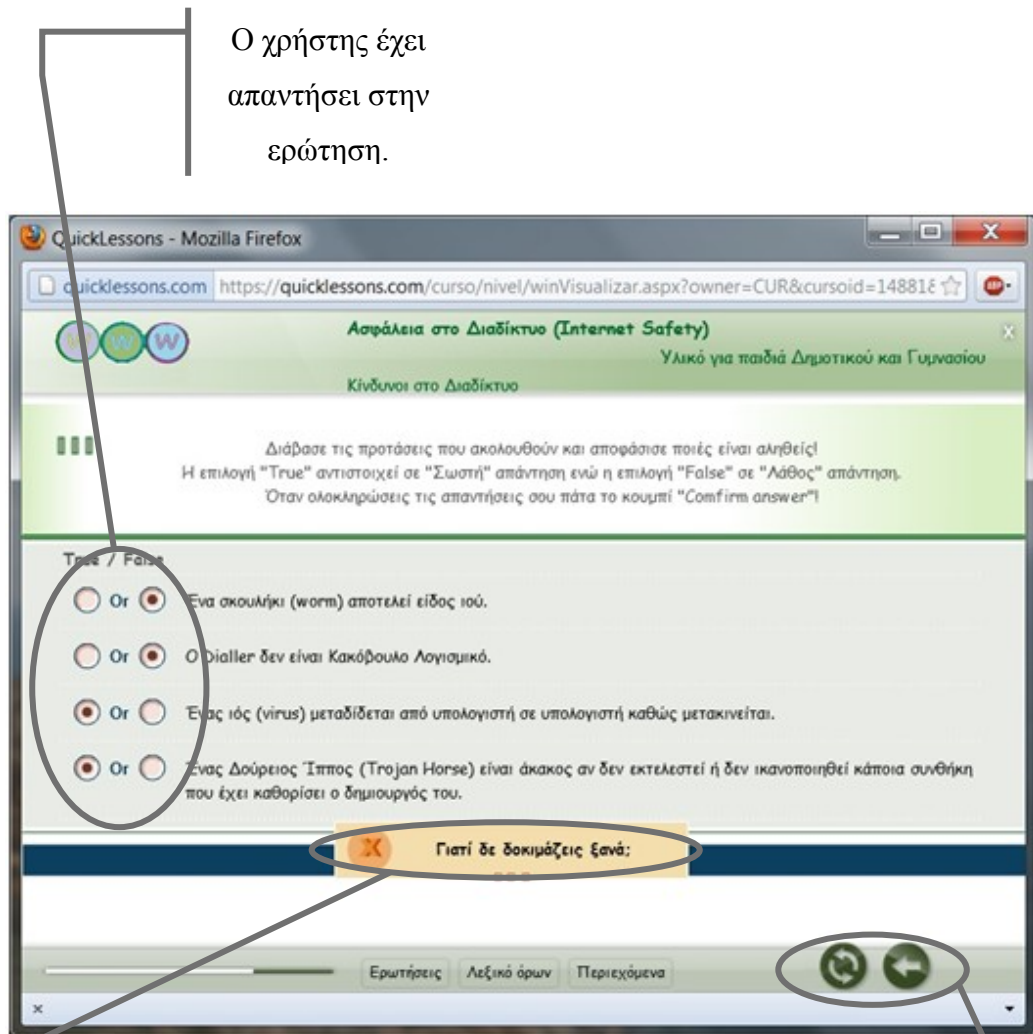 Ο χρήστης έχει
απαντήσει στην
ερώτηση.
QuickLessons - Mozilla Firefox
quicklessons.com https://quicklessons.com/curso/nivel/winVisualizar.aspx?owner=CUR&cursoid=14881
W W W
Ασφάλεια στο Διαδίκτυο (Internet Safety)
Υλικό για παιδιά Δημοτικού και Γυμνασίου
Κίνδυνοι στο Διαδίκτυο
Διάβασε τις προτάσεις που ακολουθούν και αποφάσισε ποιές είναι αληθείς!
Η επιλογή "True" αντιστοιχεί σε "Σωστή" απάντηση ενώ η επιλογή "False" σε "Λάθος" απάντηση.
Όταν ολοκληρώσεις τις απαντήσεις σου πάτα το κουμπί "Comfirm answer"!
True / False
Or Ένα σκουλήκι (worm) αποτελεί είδος ιού.
Or Ο Dialler δεν είναι Κακόβουλο Λογισμικό.
Or Ένας ιός (virus) μεταδίδεται από υπολογιστή σε υπολογιστή καθώς μετακινείται.
Or Ένας Δούρειος Ίππος (Trojan Horse) είναι άκακος αν δεν εκτελεστεί ή δεν ικανοποιηθεί κάποια συνθήκη
που έχει καθορίσει ο δημιουργός του.
Γιατί δε δοκιμάζεις ξανά;
Ερωτήσεις Λεξικό όρων Περιεχόμενα